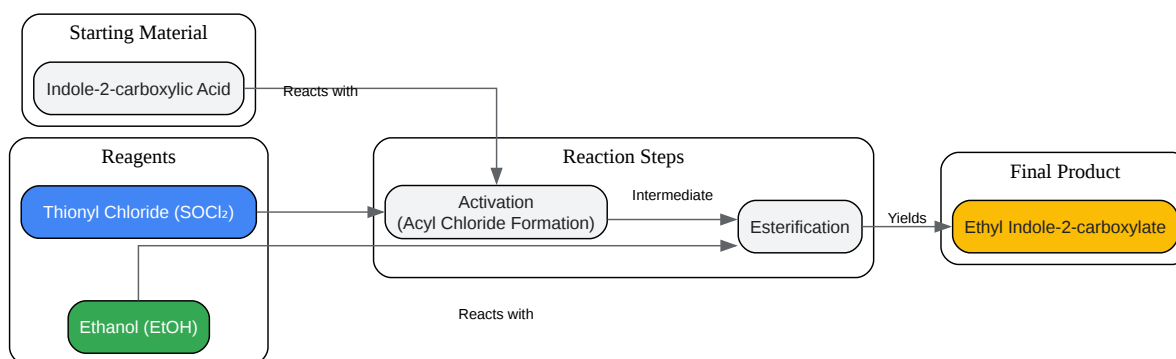 Starting Material
Indole-2-carboxylic Acid
Reacts with
Reagents
Thionyl Chloride (SOCl₂)
Ethanol (EtOH)
Reaction Steps
Activation
(Acyl Chloride Formation)
Intermediate
Esterification
Reacts with
Yields
Final Product
Ethyl Indole-2-carboxylate